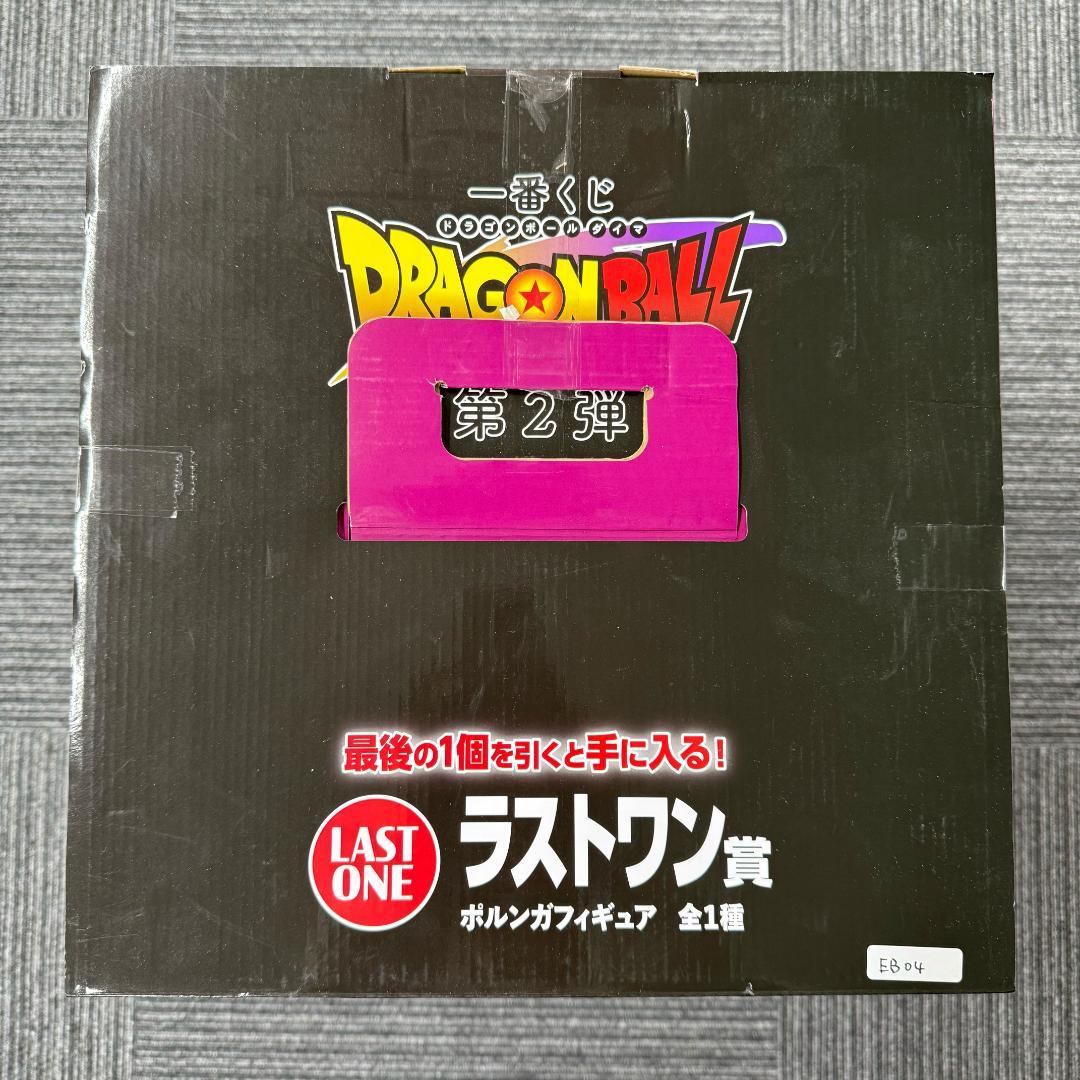 一番くじ
ドラゴンボール ダイマ
DRAGON BALL
第2弾
最後の1個を引くと手に入る!
LAST
ONE
ラストワン賞
ポルンガフィギュア 全1種
EB04